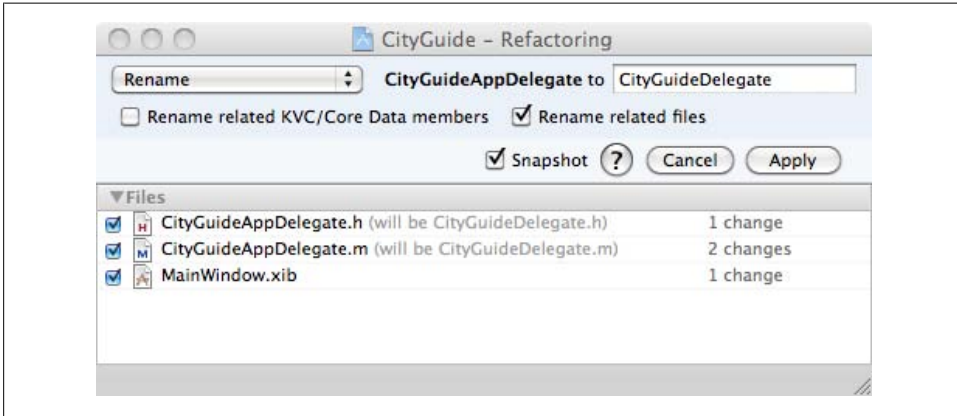 CityGuide – Refactoring
Rename CityGuideAppDelegate to CityGuideDelegate
Rename related KVC/Core Data members Rename related files
Snapshot ? Cancel Apply
Files
H CityGuideAppDelegate.h (will be CityGuideDelegate.h) 1 change
M CityGuideAppDelegate.m (will be CityGuideDelegate.m) 2 changes
MainWindow.xib 1 change